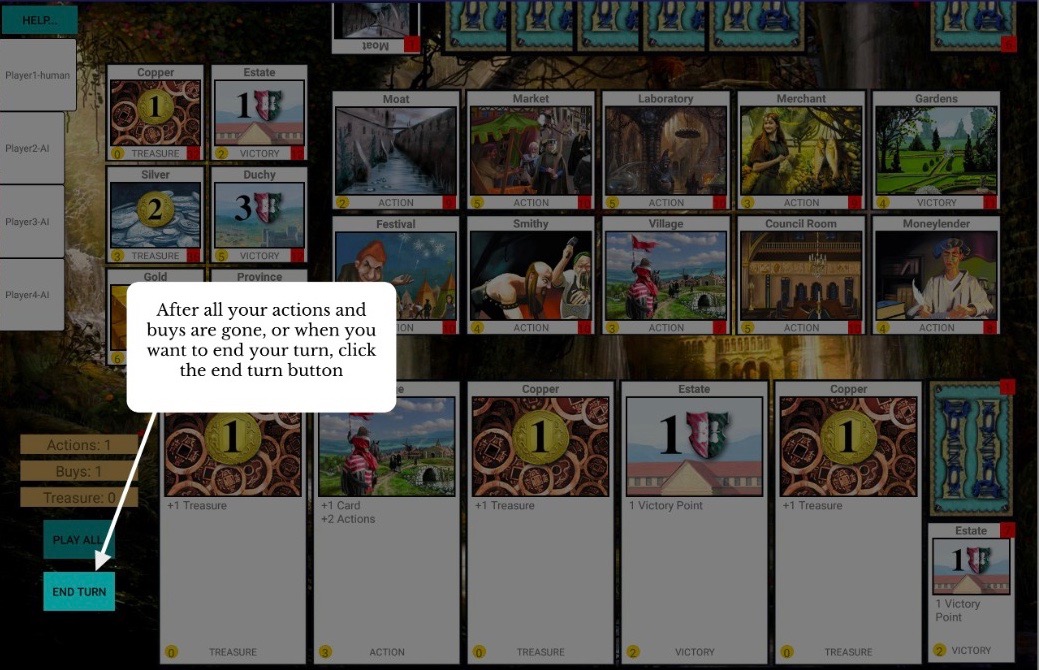 HELP...
Player1-human
Player2-AI
Player3-AI
Player4-AI
Moat
Copper
1
0 TREASURE
Estate
1
2 VICTORY
Silver
2
3 TREASURE
Duchy
3
5 VICTORY
Gold
6
Province
Moat
2 ACTION
Market
5 ACTION
Laboratory
5 ACTION
Merchant
3 ACTION
Gardens
4 VICTORY
Festival
Smithy
4 ACTION
Village
3 ACTION
Council Room
5 ACTION
Moneylender
4 ACTION
After all your actions and
buys are gone, or when you
want to end your turn, click
the end turn button
Actions: 1
Buys: 1
Treasure: 0
PLAY ALL
END TURN
1
+1 Treasure
0 TREASURE
+1 Card
+2 Actions
3 ACTION
Copper
1
+1 Treasure
0 TREASURE
Estate
1
1 Victory Point
2 VICTORY
Copper
1
+1 Treasure
0 TREASURE
Estate
1
1 Victory
Point
2 VICTORY